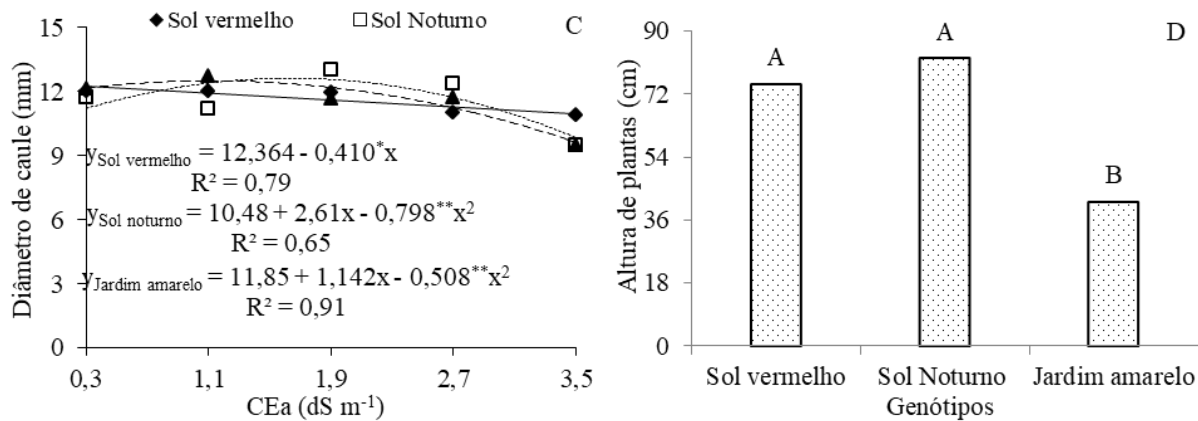 ◆ Sol vermelho □ Sol Noturno
C
Diâmetro de caule (mm)
15
12
9
6
3
0
y Sol vermelho = 12,364 - 0,410*x
R² = 0,79
y Sol noturno = 10,48 + 2,61x - 0,798**x²
R² = 0,65
y Jardim amarelo = 11,85 + 1,142x - 0,508**x²
R² = 0,91
0,3 1,1 1,9 2,7 3,5
CEa (dS m⁻¹)
D
Altura de plantas (cm)
90
72
54
36
18
0
A
A
B
Sol vermelho Sol Noturno Jardim amarelo
Genótipos